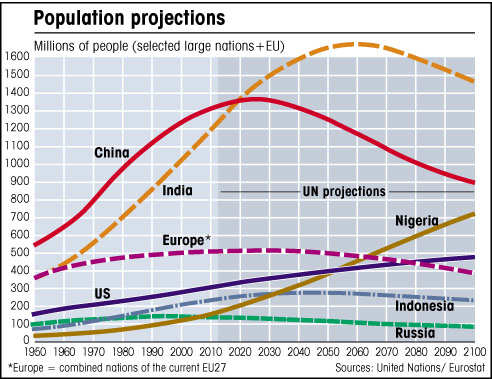 Population projections
Millions of people (selected large nations+EU)
1600
1500
1400
1300
1200
1100
1000
900
800
700
600
500
400
300
200
100
0
China
India
UN projections
Nigeria
Europe*
US
Indonesia
Russia
1950 1960 1970 1980 1990 2000 2010 2020 2030 2040 2050 2060 2070 2080 2090 2100
*Europe = combined nations of the current EU27 Sources: United Nations/ Eurostat